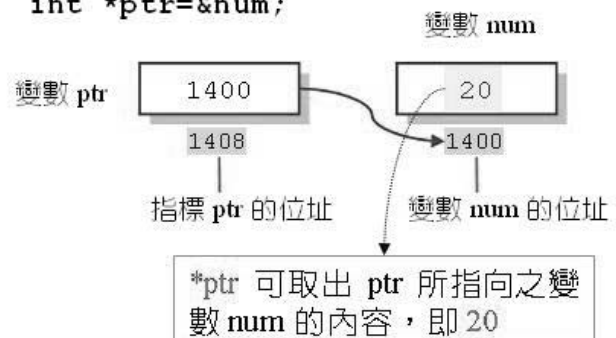 int *ptr=&num;
變數 num
變數 ptr
1400
20
1408
1400
指標 ptr 的位址
變數 num 的位址
*ptr 可取出 ptr 所指向之變
數 num 的內容，即 20